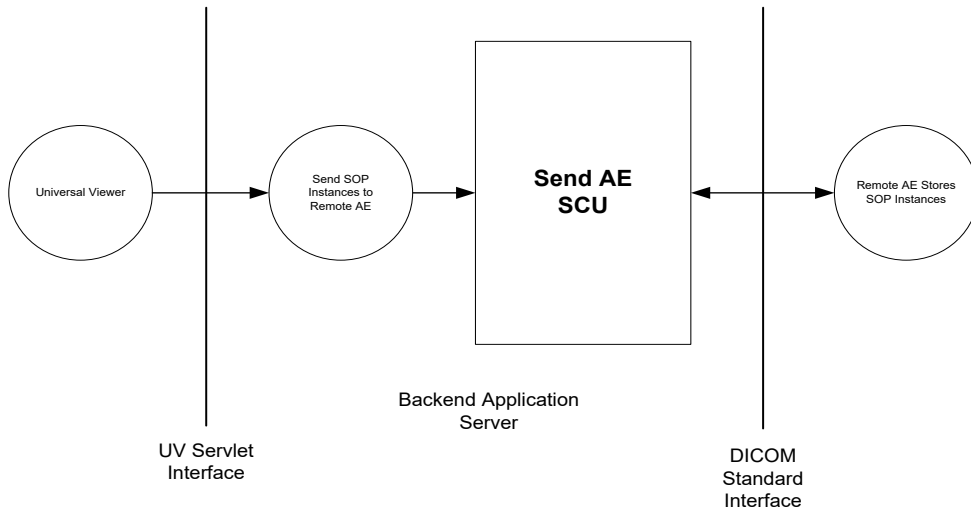 Universal Viewer
Send SOP
Instances to
Remote AE
Send AE
SCU
Remote AE Stores
SOP Instances
Backend Application
Server
UV Servlet
Interface
DICOM
Standard
Interface